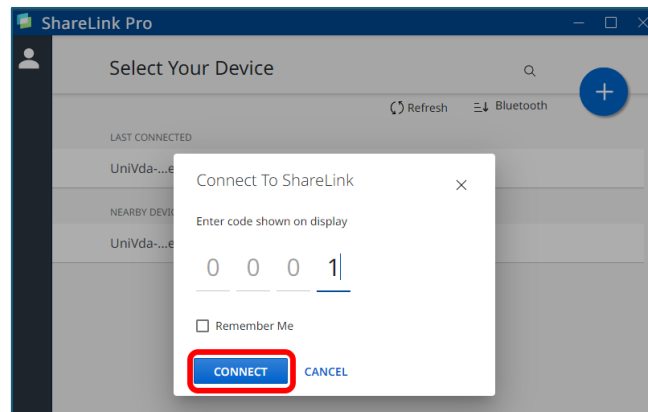 ShareLink Pro
Select Your Device
Refresh Bluetooth
LAST CONNECTED
UniVda-...e
Connect To ShareLink
NEARBY DEVI
Enter code shown on display
UniVda-...e
0 0 0 1
Remember Me
CONNECT CANCEL